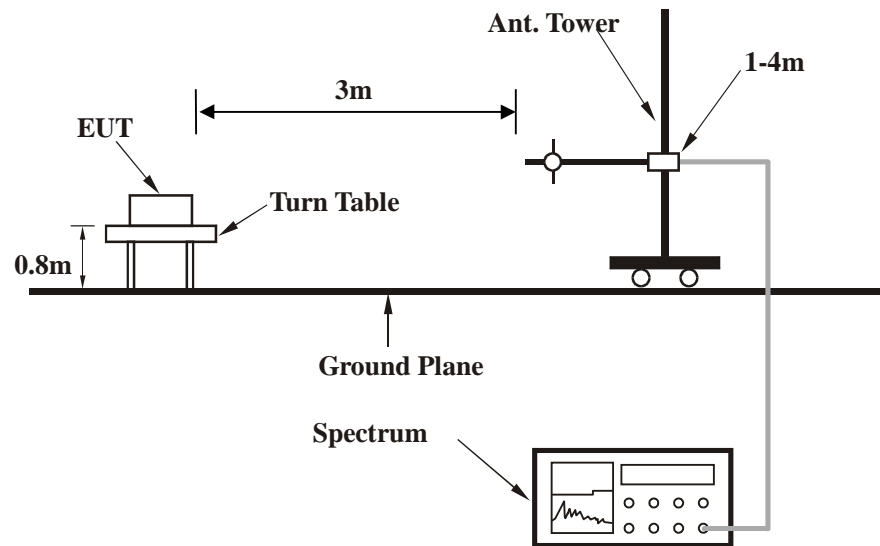 Ant. Tower
1-4m
3m
EUT
Turn Table
0.8m
Ground Plane
Spectrum